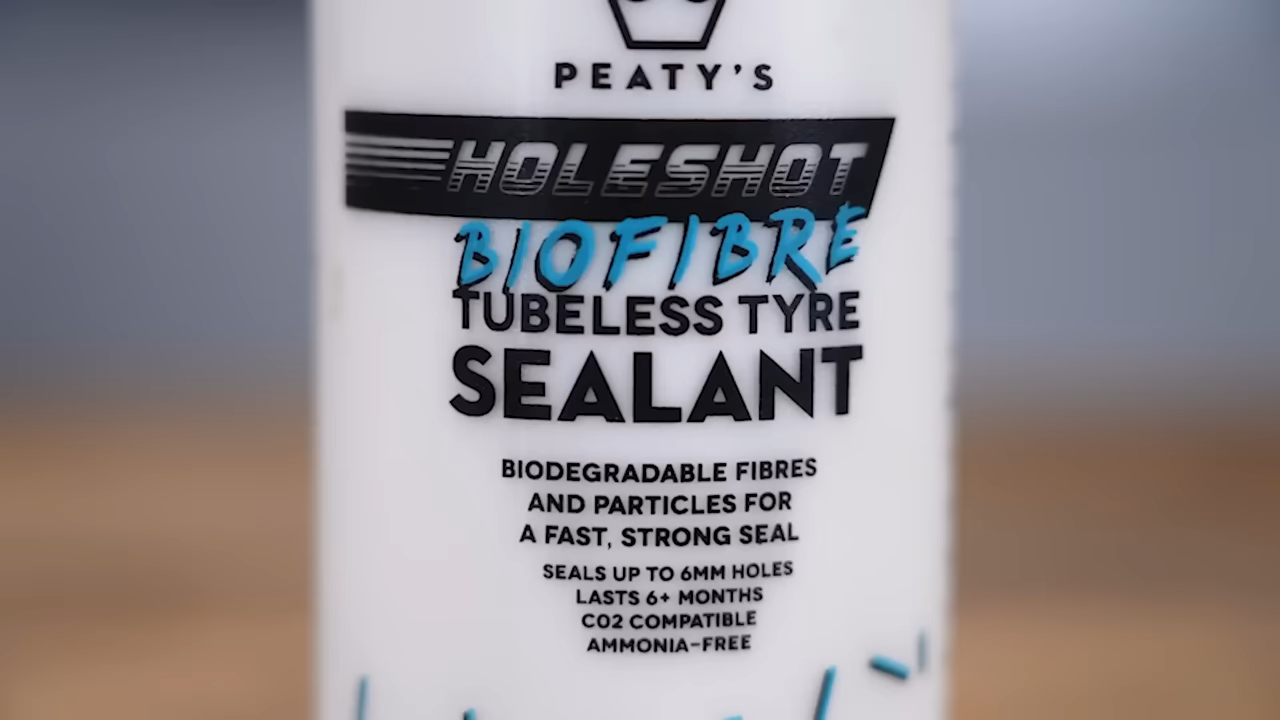 PEATY'S
HOLESHOT
BIOFIBRE
TUBELESS TYRE
SEALANT
BIODEGRADABLE FIBRES
AND PARTICLES FOR
A FAST, STRONG SEAL
SEALS UP TO 6MM HOLES
LASTS 6+ MONTHS
CO2 COMPATIBLE
AMMONIA-FREE